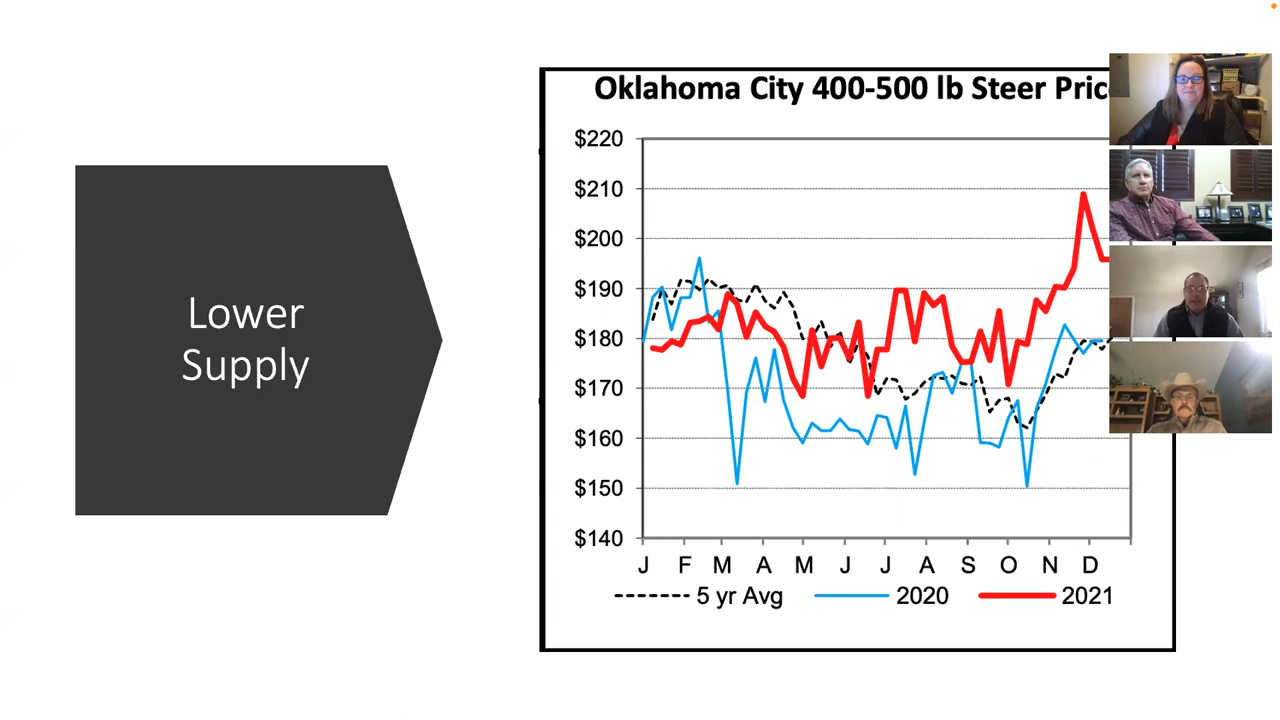 Lower
Supply
Oklahoma City 400-500 lb Steer
$220
$210
$200
$190
$180
$170
$160
$150
$140
J F M A M J J A S O N D
5 yr Avg 2020 2021